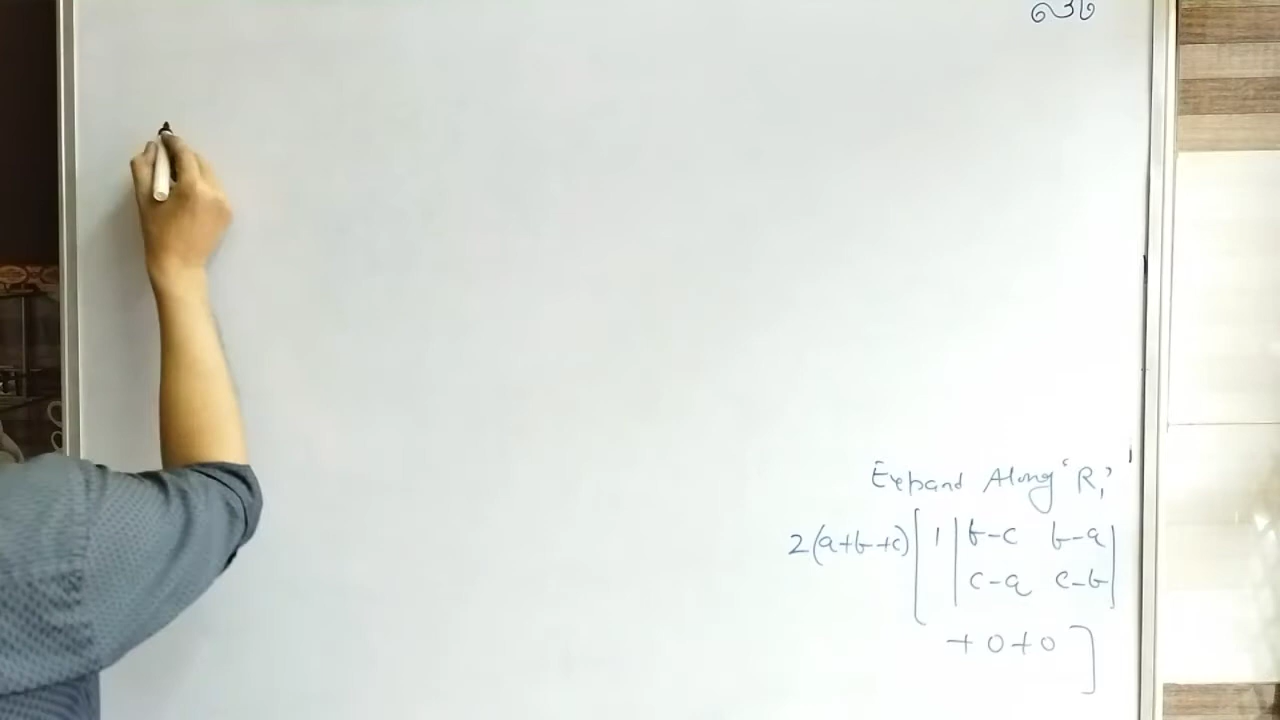 Expand Along 'R₁'
2(a+b+c)[ 1 | b-c b-a |
| c-a c-b |
+ 0 + 0 ]